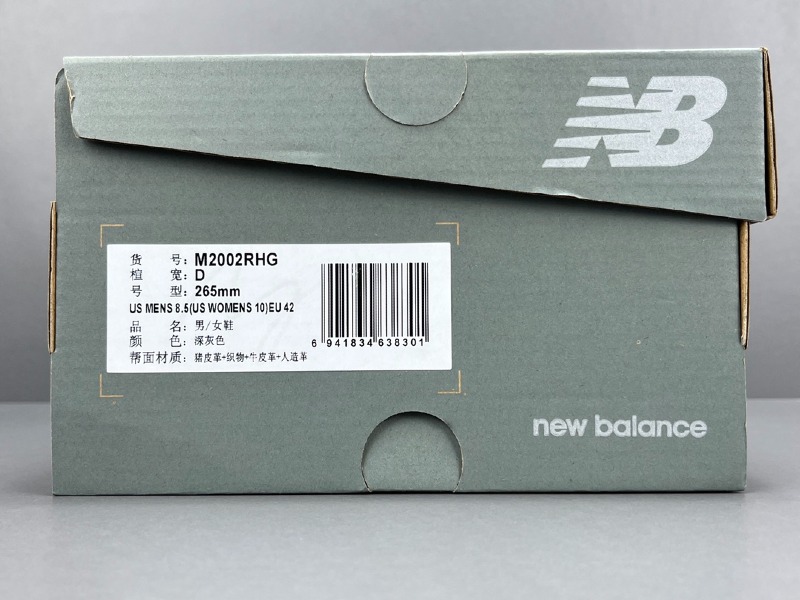 NB
货 号: M2002RHG
楦 宽: D
号 型: 265mm
US MENS 8.5(US WOMENS 10)EU 42
品 名: 男/女鞋
颜 色: 深灰色
帮面材质: 猪皮革+织物+牛皮革+人造革
6 941834 638301
new balance